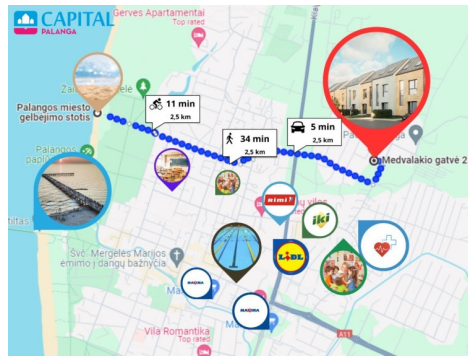 CAPITAL
PALANGA
Gerves Apartamentai
Top rated
Palangos miesto
gelbėjimo stotis
11 min
2,5 km
34 min
2,5 km
5 min
2,5 km
Medvalakio gatvė 2
Palangos
RIMI
iki
LIDL
Švč. Mergelės Marijos
ėmimo į dangų bažnyčia
MAXIMA
MAXIMA
Vila Romantika
Top rated
A11